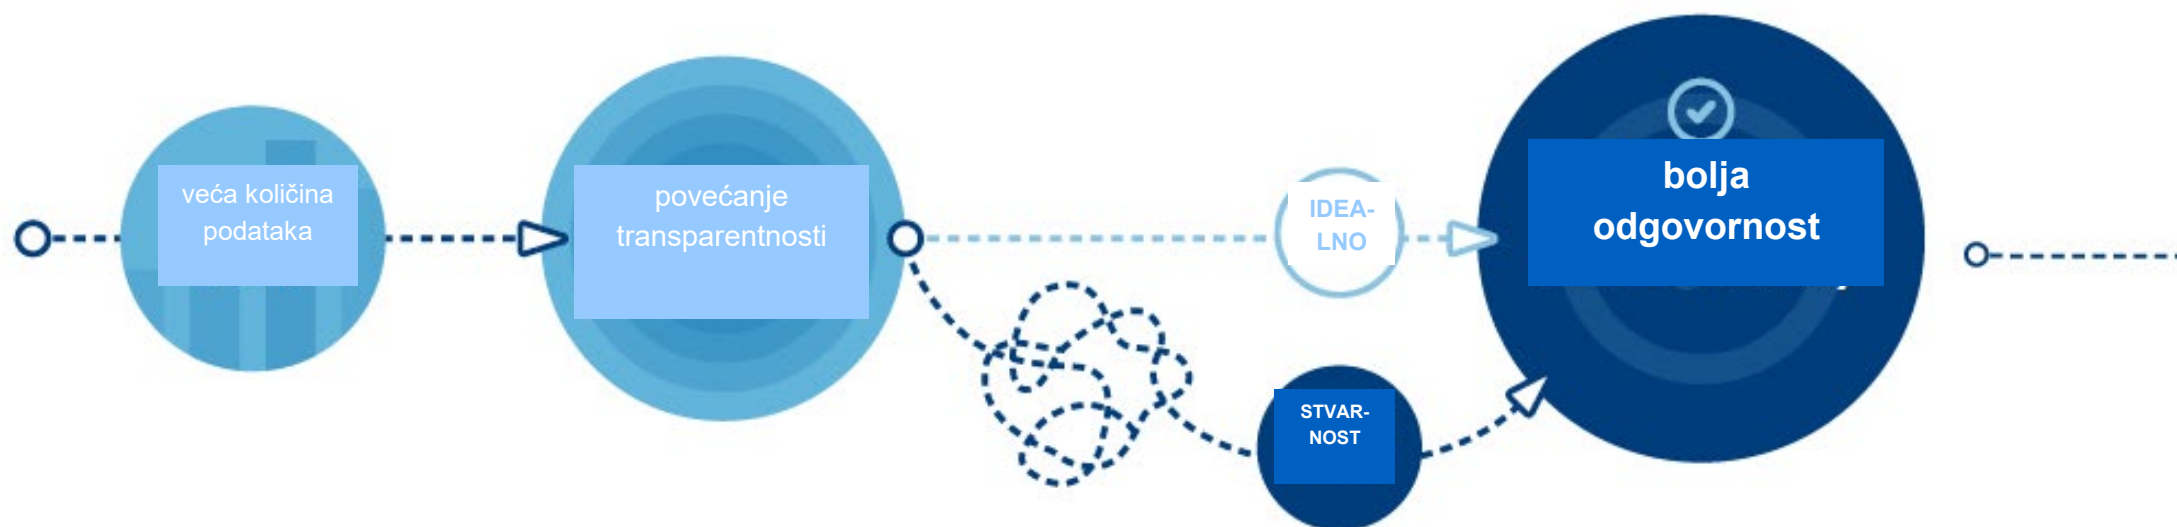 veća količina
podataka
povećanje
transparentnosti
IDEA-
LNO
STVAR-
NOST
bolja
odgovornost